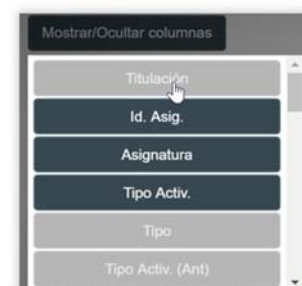 Mostrar/Ocultar columnas
Titulación
Id. Asig.
Asignatura
Tipo Activ.
Tipo
Tipo Activ. (Ant)